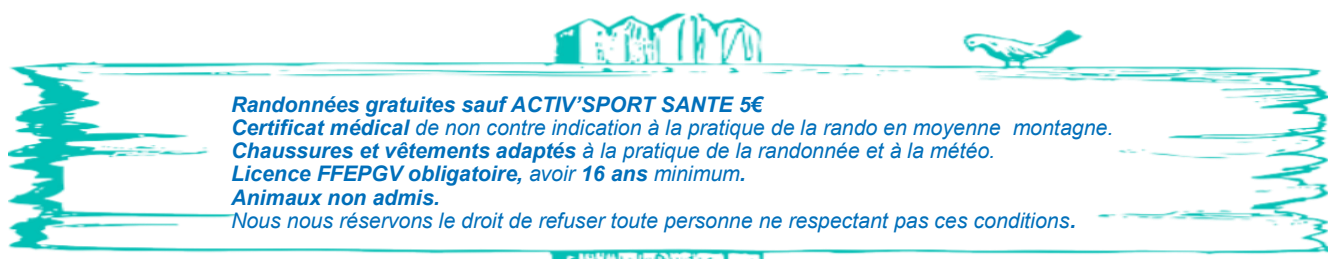 Randonnées gratuites sauf ACTIV'SPORT SANTE 5€
Certificat médical de non contre indication à la pratique de la rando en moyenne montagne.
Chaussures et vêtements adaptés à la pratique de la randonnée et à la météo.
Licence FFEPGV obligatoire, avoir 16 ans minimum.
Animaux non admis.
Nous nous réservons le droit de refuser toute personne ne respectant pas ces conditions.